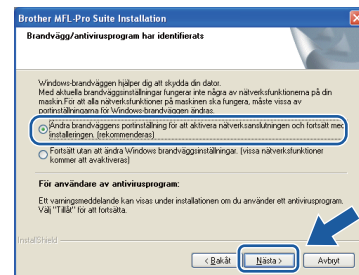 Brother MFL-Pro Suite Installation
Brandvägg/antivirusprogram har identifierats
Windows-brandväggen hjälper dig att skydda din dator.
Med aktuella brandväggsinställningar fungerar inte några av nätverksfunktionerna på din
maskin.För att alla nätverksfunktioner på maskinen ska fungera, måste vissa av
portinställningarna för Windows-brandväggen ändras.
Ändra brandväggens portinställning för att aktivera nätverksanslutningen och fortsätt med
installeringen. (rekommenderas)
Fortsätt utan att ändra Windows brandväggsinställningar. (vissa nätverksfunktioner
kommer att avaktiveras)
För användare av antivirusprogram:
Ett varningsmeddelande kan visas under installationen om du använder ett antivirusprogram.
Välj "Tillåt" för att fortsätta.
InstallShield
< Bakåt Nästa > Avbryt